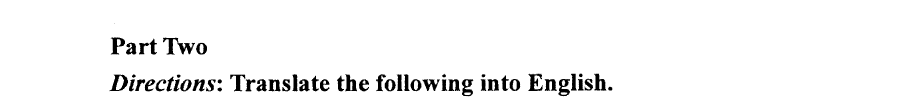 Part Two
Directions: Translate the following into English.